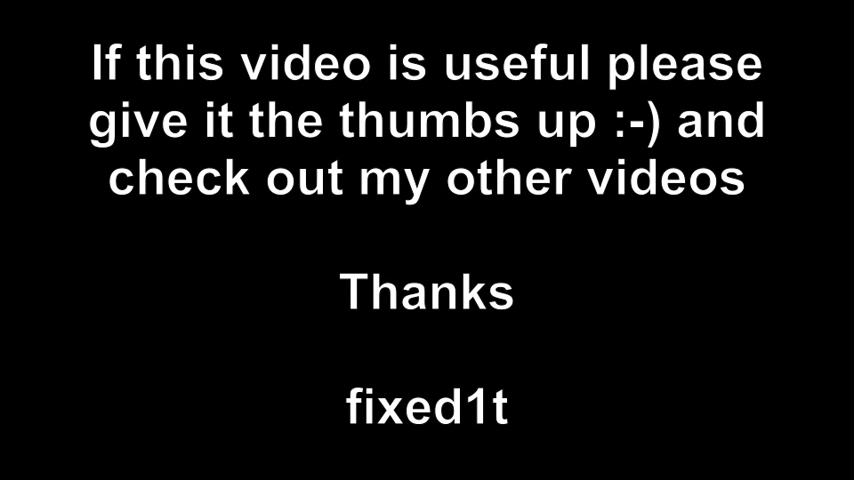 If this video is useful please
give it the thumbs up :-) and
check out my other videos
Thanks
fixed1t